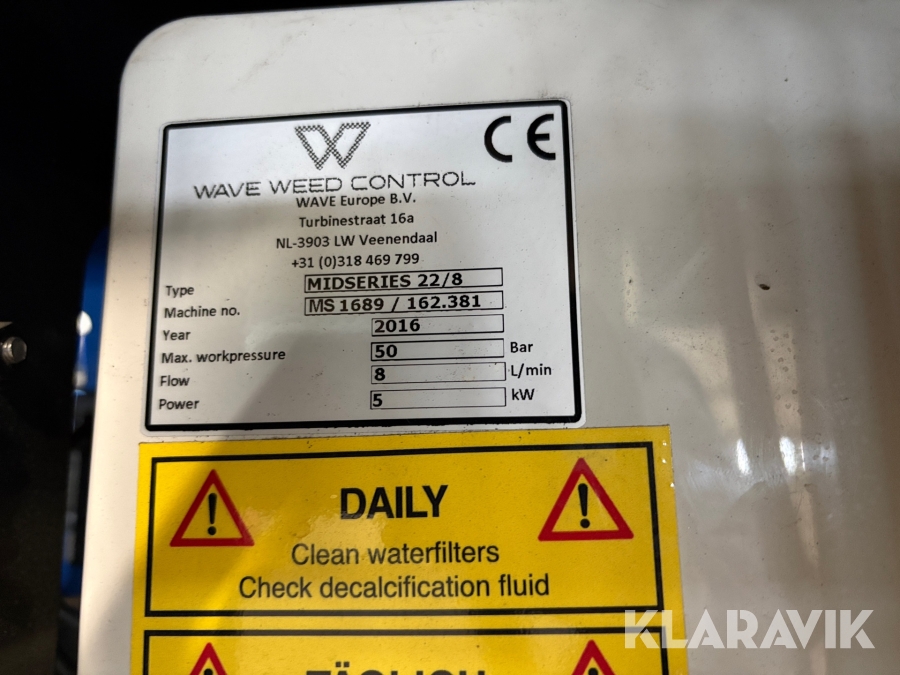 CE
WAVE WEED CONTROL
WAVE Europe B.V.
Turbinestraat 16a
NL-3903 LW Veenendaal
+31 (0)318 469 799
Type MIDSERIES 22/8
Machine no. MS 1689 / 162.381
Year 2016
Max. workpressure 50 Bar
Flow 8 L/min
Power 5 kW
DAILY
Clean waterfilters
Check decalcification fluid
TÄGLICH
KLARAVIK